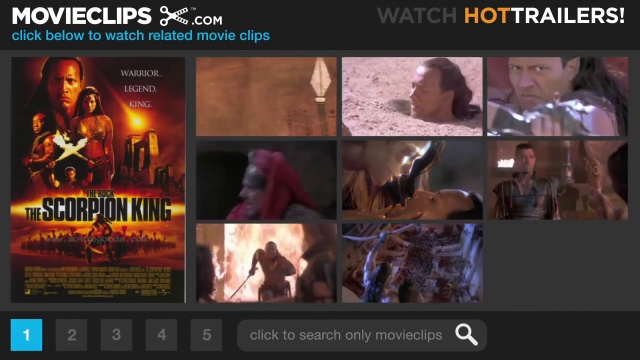 MOVIECLIPS
.COM
click below to watch related movie clips
WATCH HOTTRAILERS!
WARRIOR.
LEGEND.
KING.
THE ROCK
THE SCORPION KING
1
2
3
4
5
click to search only movieclips